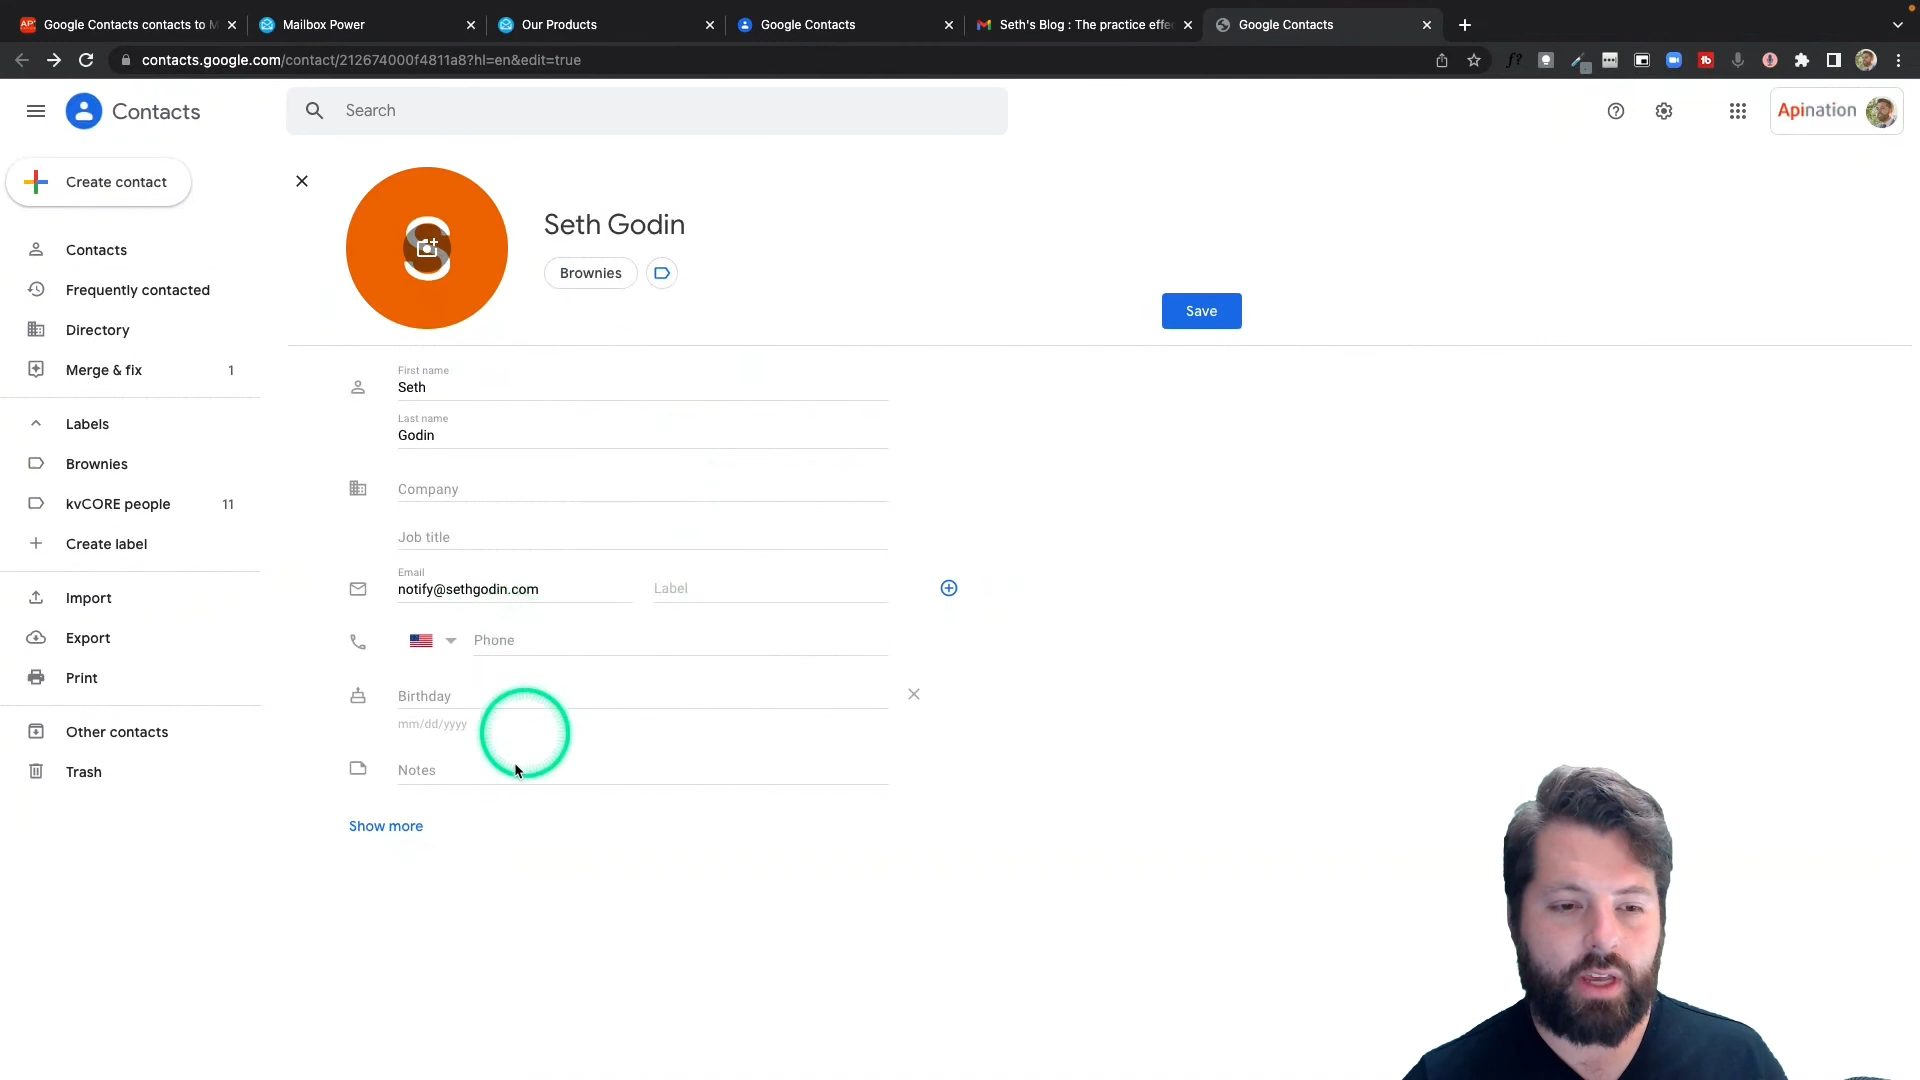 Google Contacts contacts to M
Mailbox Power
Our Products
Google Contacts
Seth's Blog : The practice effe
Google Contacts
contacts.google.com/contact/212674000f4811a8?hl=en&edit=true
Contacts
Search
Apination
Create contact
Contacts
Frequently contacted
Directory
Merge & fix 1
Labels
Brownies
kvCORE people 11
Create label
Import
Export
Print
Other contacts
Trash
S
Seth Godin
Brownies
Save
First name
Seth
Last name
Godin
Company
Job title
Email
notify@sethgodin.com
Label
Phone
Birthday
mm/dd/yyyy
Notes
Show more